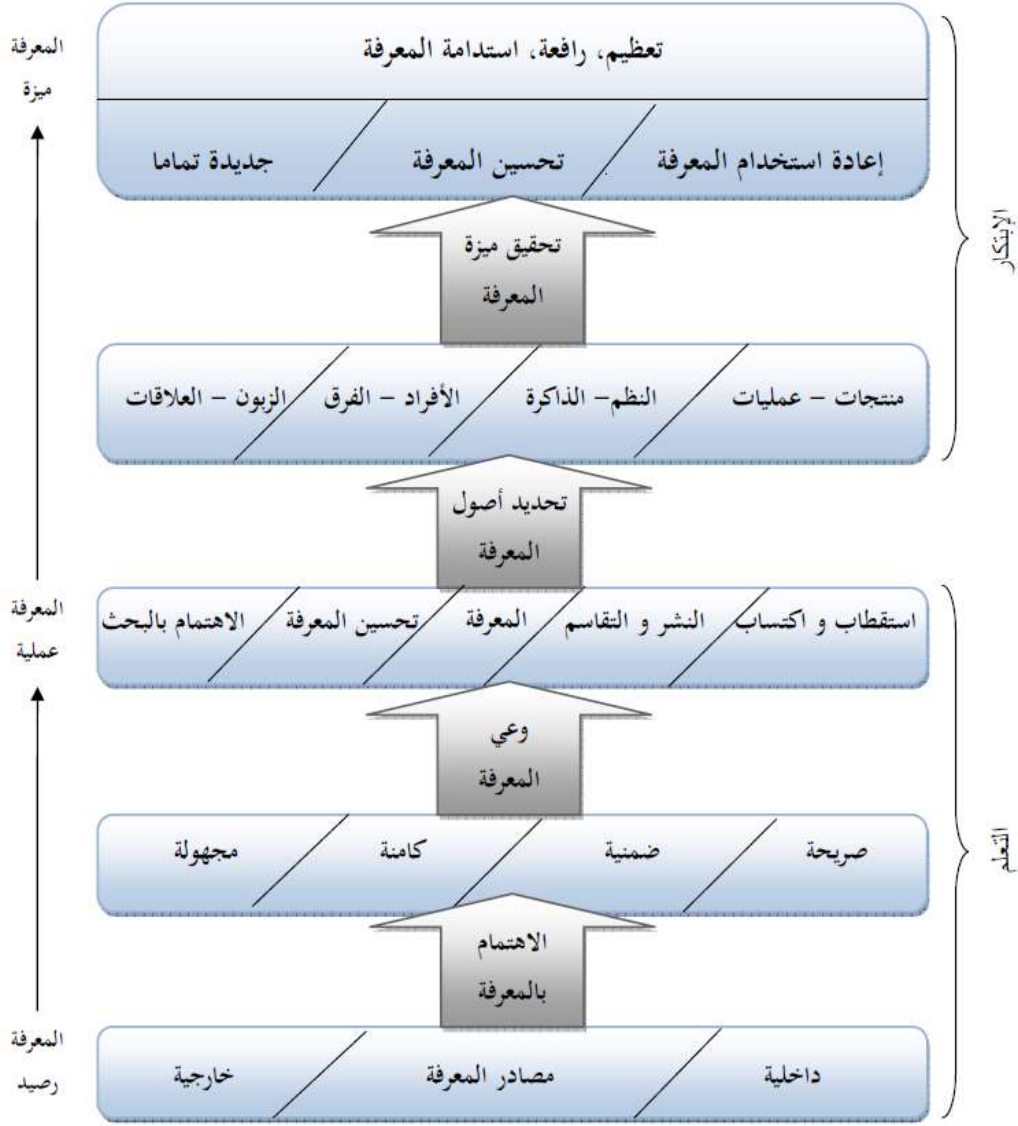 تعظيم، رافعة، استدامة المعرفة
إعادة استخدام المعرفة
تحسين المعرفة
جديدة تماما
تحقيق ميزة
المعرفة
منتجات – عمليات
النظم– الذاكرة
الأفراد – الفرق
الزبون – العلاقات
تحديد أصول
المعرفة
استقطاب و اكتساب
النشر و التقاسم
المعرفة
تحسين المعرفة
الاهتمام بالبحث
وعي
المعرفة
صريحة
ضمنية
كامنة
مجهولة
الاهتمام
بالمعرفة
داخلية
مصادر المعرفة
خارجية
الإبتكار
التعلم
المعرفة
ميزة
المعرفة
عملية
المعرفة
رصيد